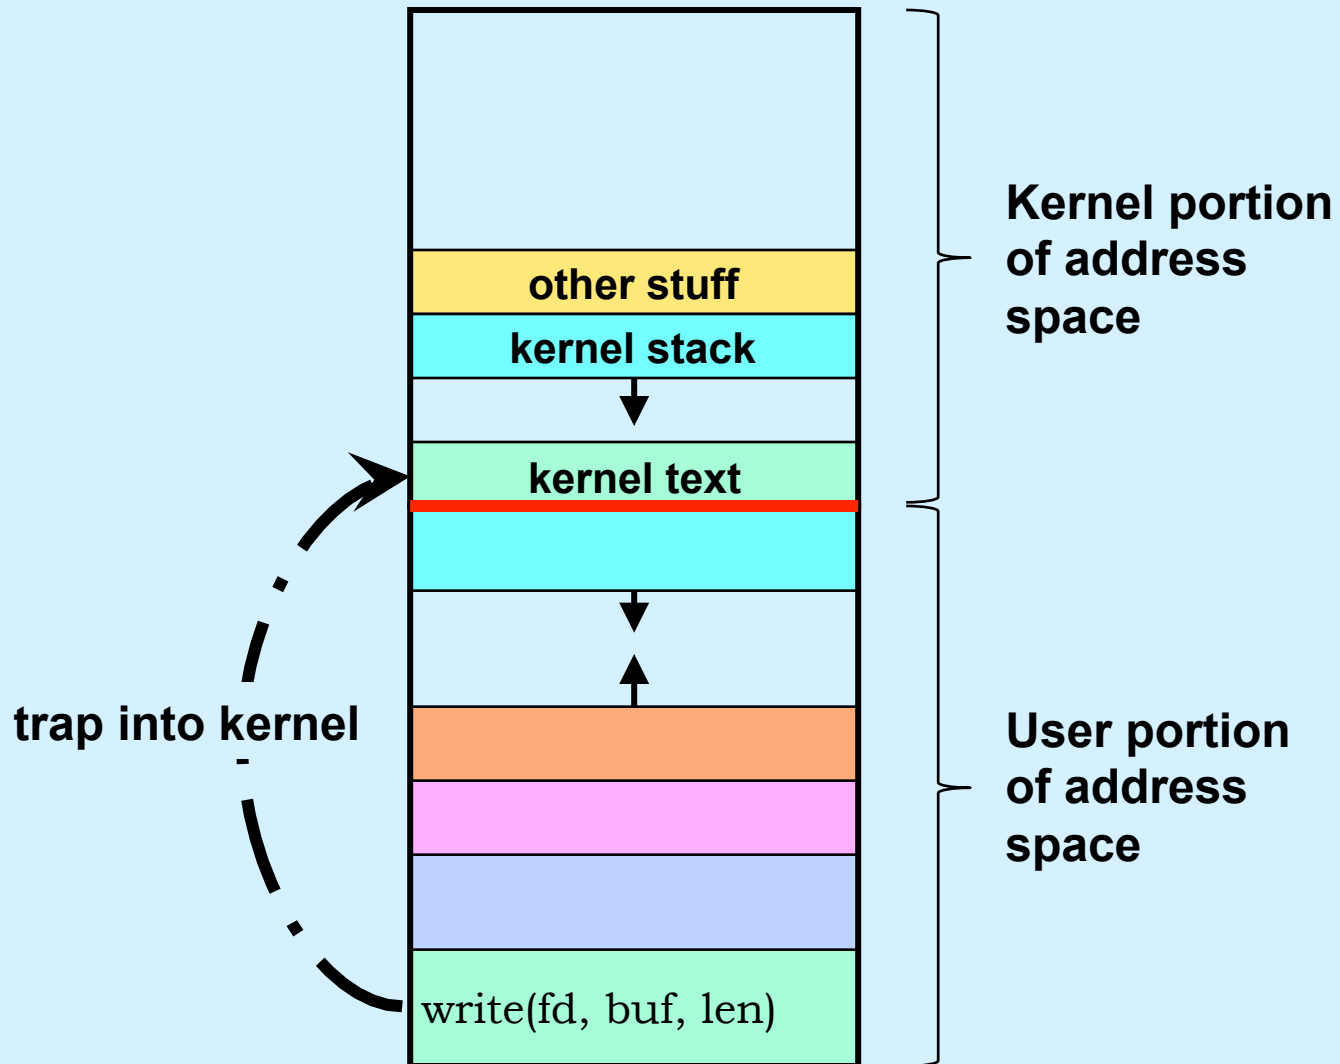 Kernel portion
of address
space
other stuff
kernel stack
kernel text
trap into kernel
User portion
of address
space
write(fd, buf, len)